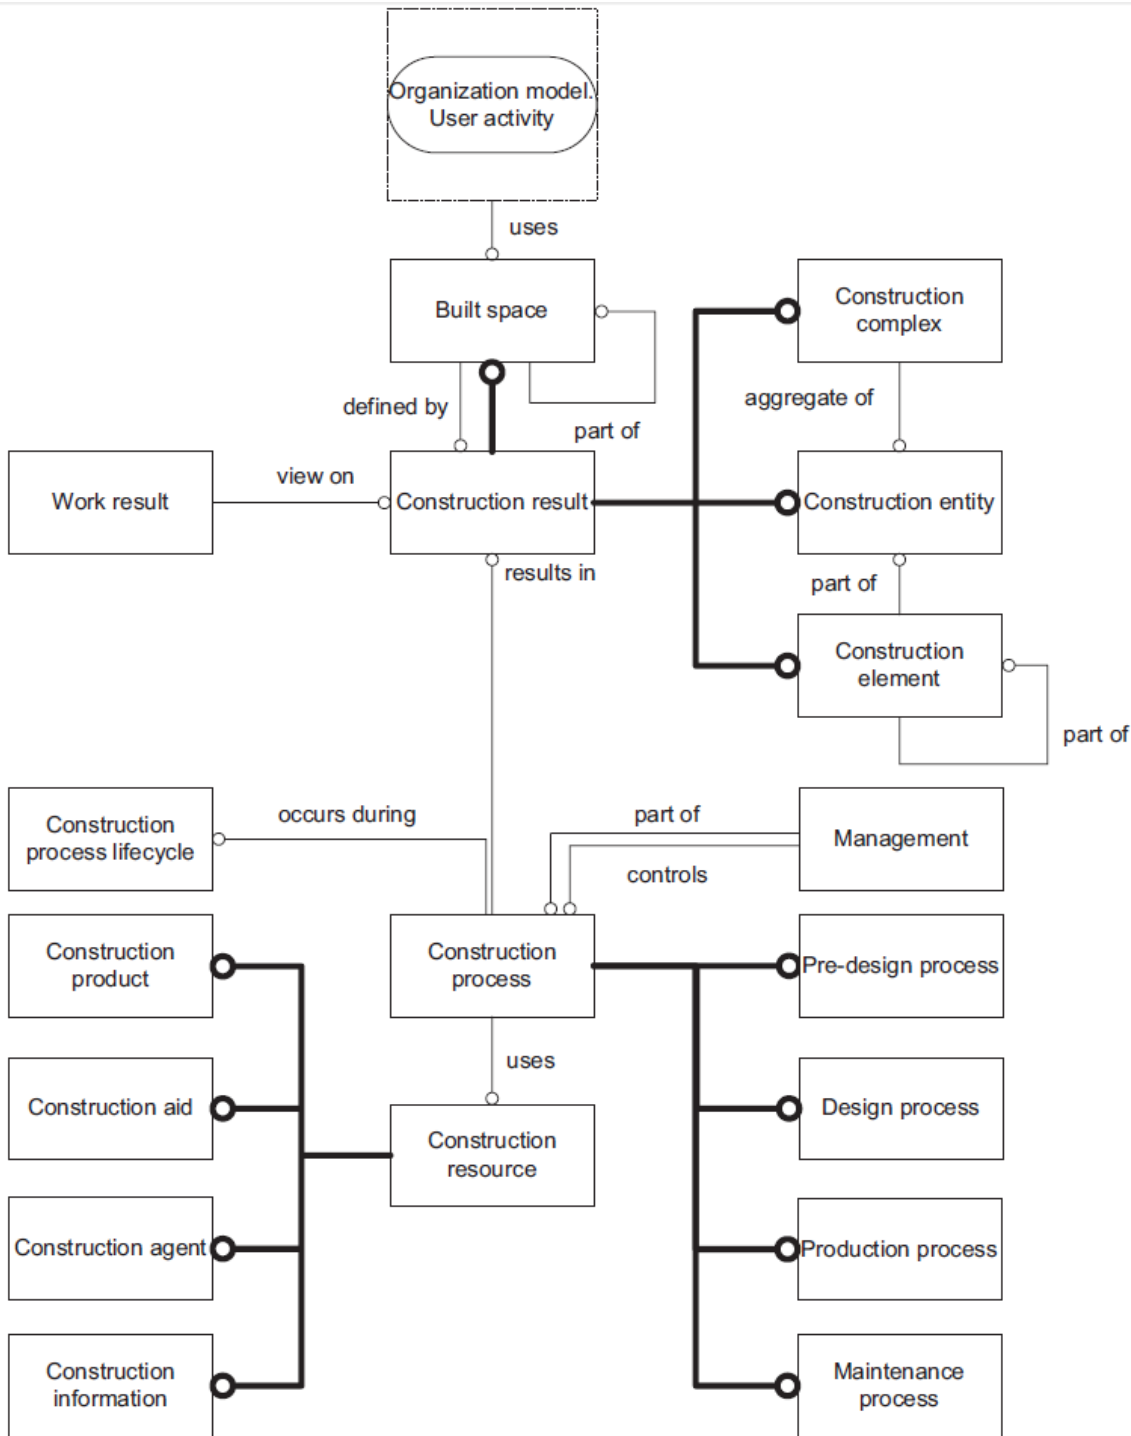 Organization model.
User activity
uses
Built space
Construction
complex
defined by
part of
aggregate of
Work result
view on
Construction result
Construction entity
results in
part of
Construction
element
part of
Construction
process lifecycle
occurs during
part of
controls
Management
Construction
product
Construction
process
Pre-design process
uses
Construction aid
Construction
resource
Design process
Construction agent
Production process
Construction
information
Maintenance
process